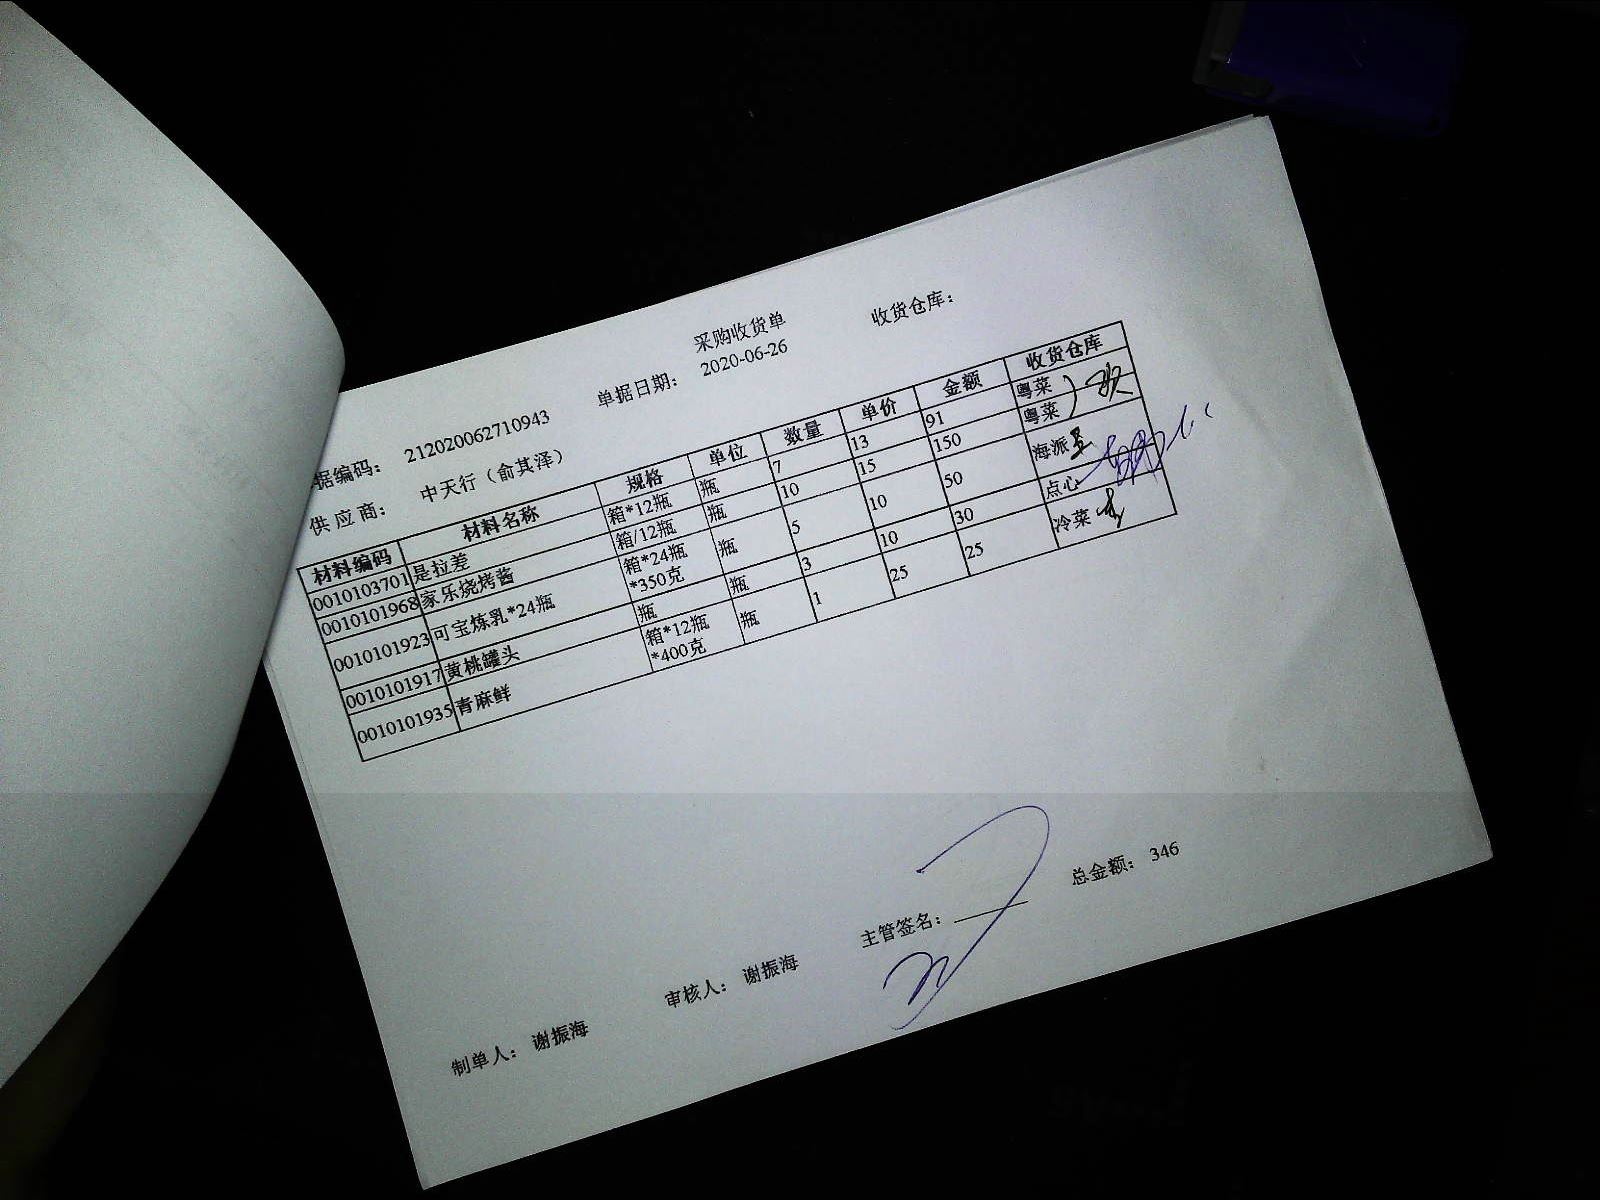 采购收货单
据编码： 212020062710943 单据日期： 2020-06-26 收货仓库：
供应商： 中天行（俞其泽）
材料编码 材料名称 规格 单位 数量 单价 金额 收货仓库
0010103701 是拉差 箱*12瓶 瓶 7 13 91 粤菜
0010101968 家乐烧烤酱 箱/12瓶 瓶 10 15 150 粤菜
0010101923 可宝炼乳*24瓶 箱*24瓶 瓶 5 10 50 海派
*350克
0010101917 黄桃罐头 瓶 瓶 3 10 30 点心
0010101935 青麻鲜 箱*12瓶 瓶 1 25 25 冷菜
*400克
制单人： 谢振海 审核人： 谢振海 主管签名： 总金额： 346